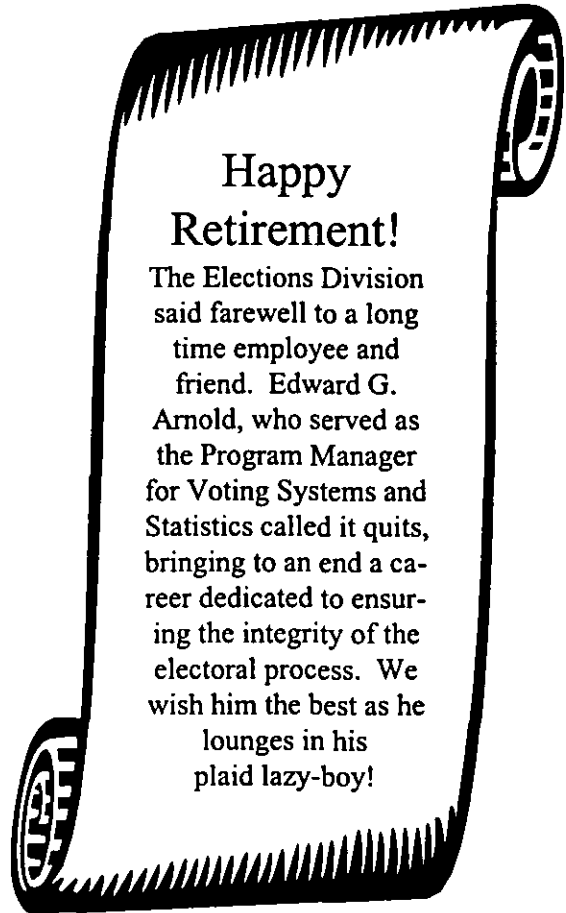 Happy
Retirement!
The Elections Division
said farewell to a long
time employee and
friend.  Edward G.
Arnold, who served as
the Program Manager
for Voting Systems and
Statistics called it quits,
bringing to an end a ca-
reer dedicated to ensur-
ing the integrity of the
electoral process.  We
wish him the best as he
lounges in his
plaid lazy-boy!